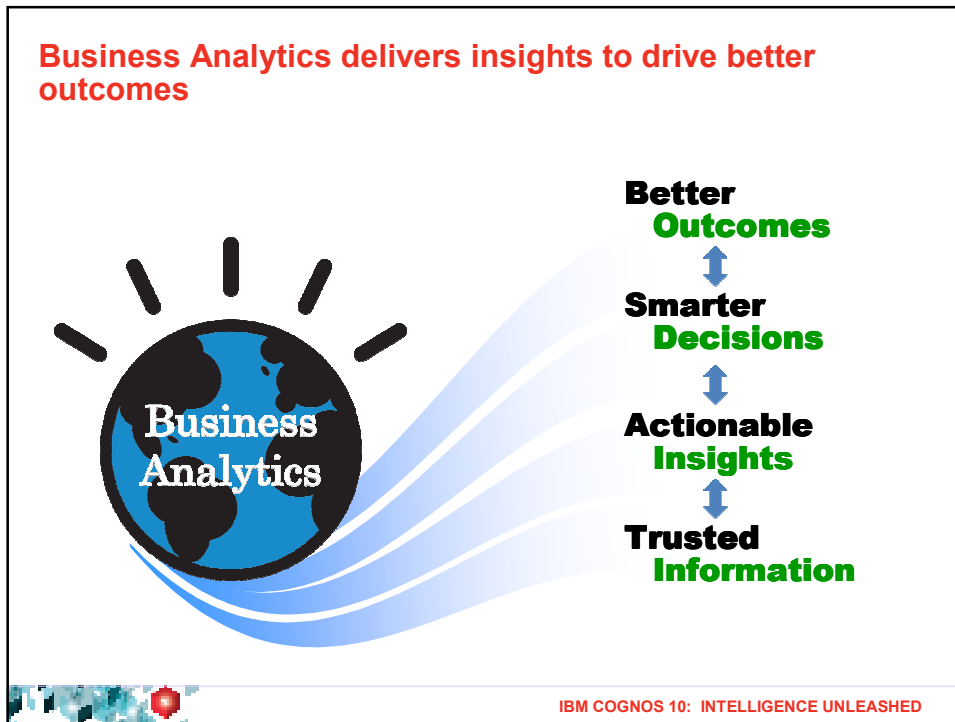 Business Analytics delivers insights to drive better
outcomes
Business
Analytics
Better
Outcomes
Smarter
Decisions
Actionable
Insights
Trusted
Information
IBM COGNOS 10: INTELLIGENCE UNLEASHED